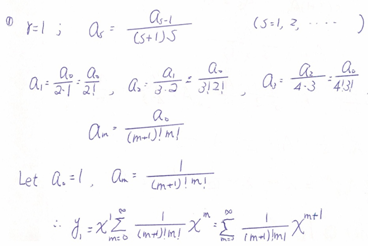 ① r=1 ; a_s = a_{s-1} / (s+1)·s (s=1, 2, ····· )
a_1 = a_0 / 2·1 = a_0 / 2! , a_2 = a_1 / 3·2 = a_0 / 3!2! , a_3 = a_2 / 4·3 = a_0 / 4!3!
a_m = a_0 / (m+1)! m!
Let a_0=1, a_m = 1 / (m+1)! m!
∴ y_1 = x^1 ∑_{m=0}^{∞} 1 / (m+1)!m! x^m = ∑_{m=0}^{∞} 1 / (m+1)!m! x^{m+1}